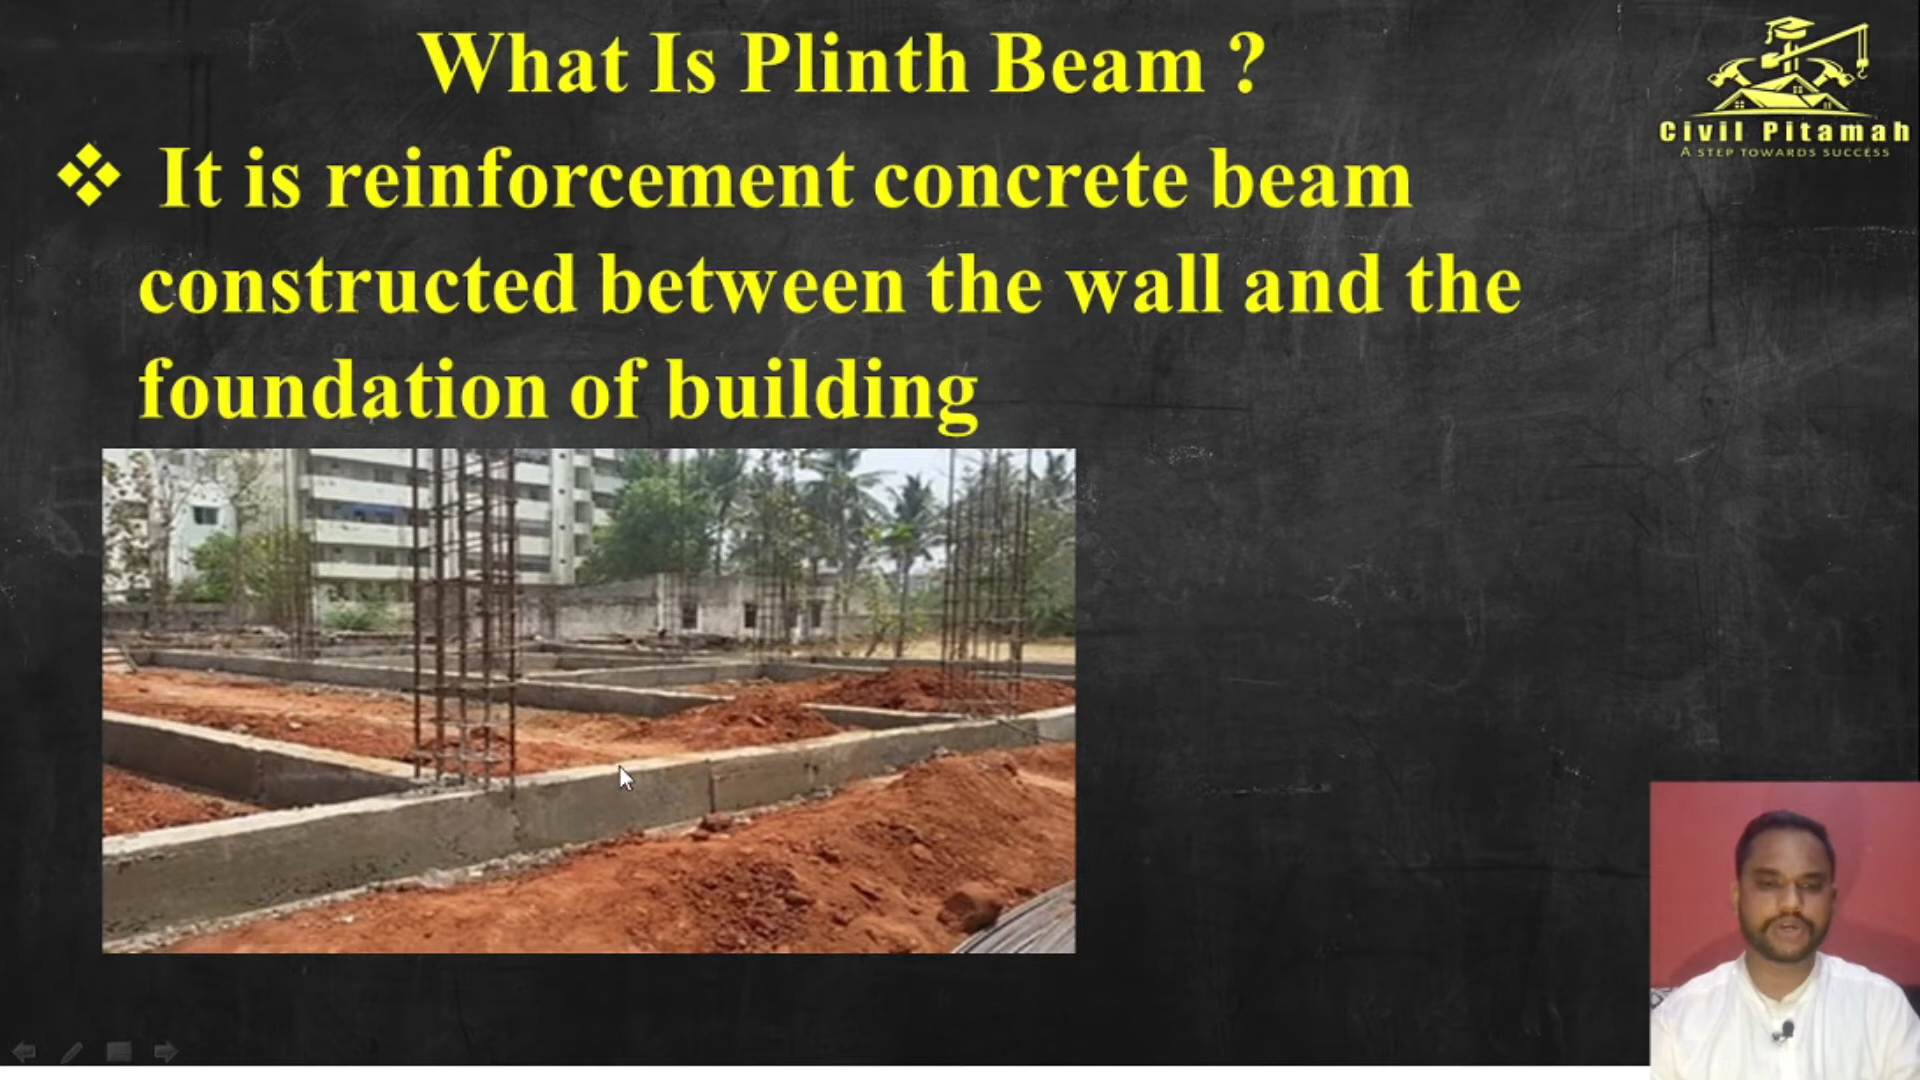 What Is Plinth Beam ?
Civil Pitamah
A STEP TOWARDS SUCCESS
❖ It is reinforcement concrete beam
constructed between the wall and the
foundation of building